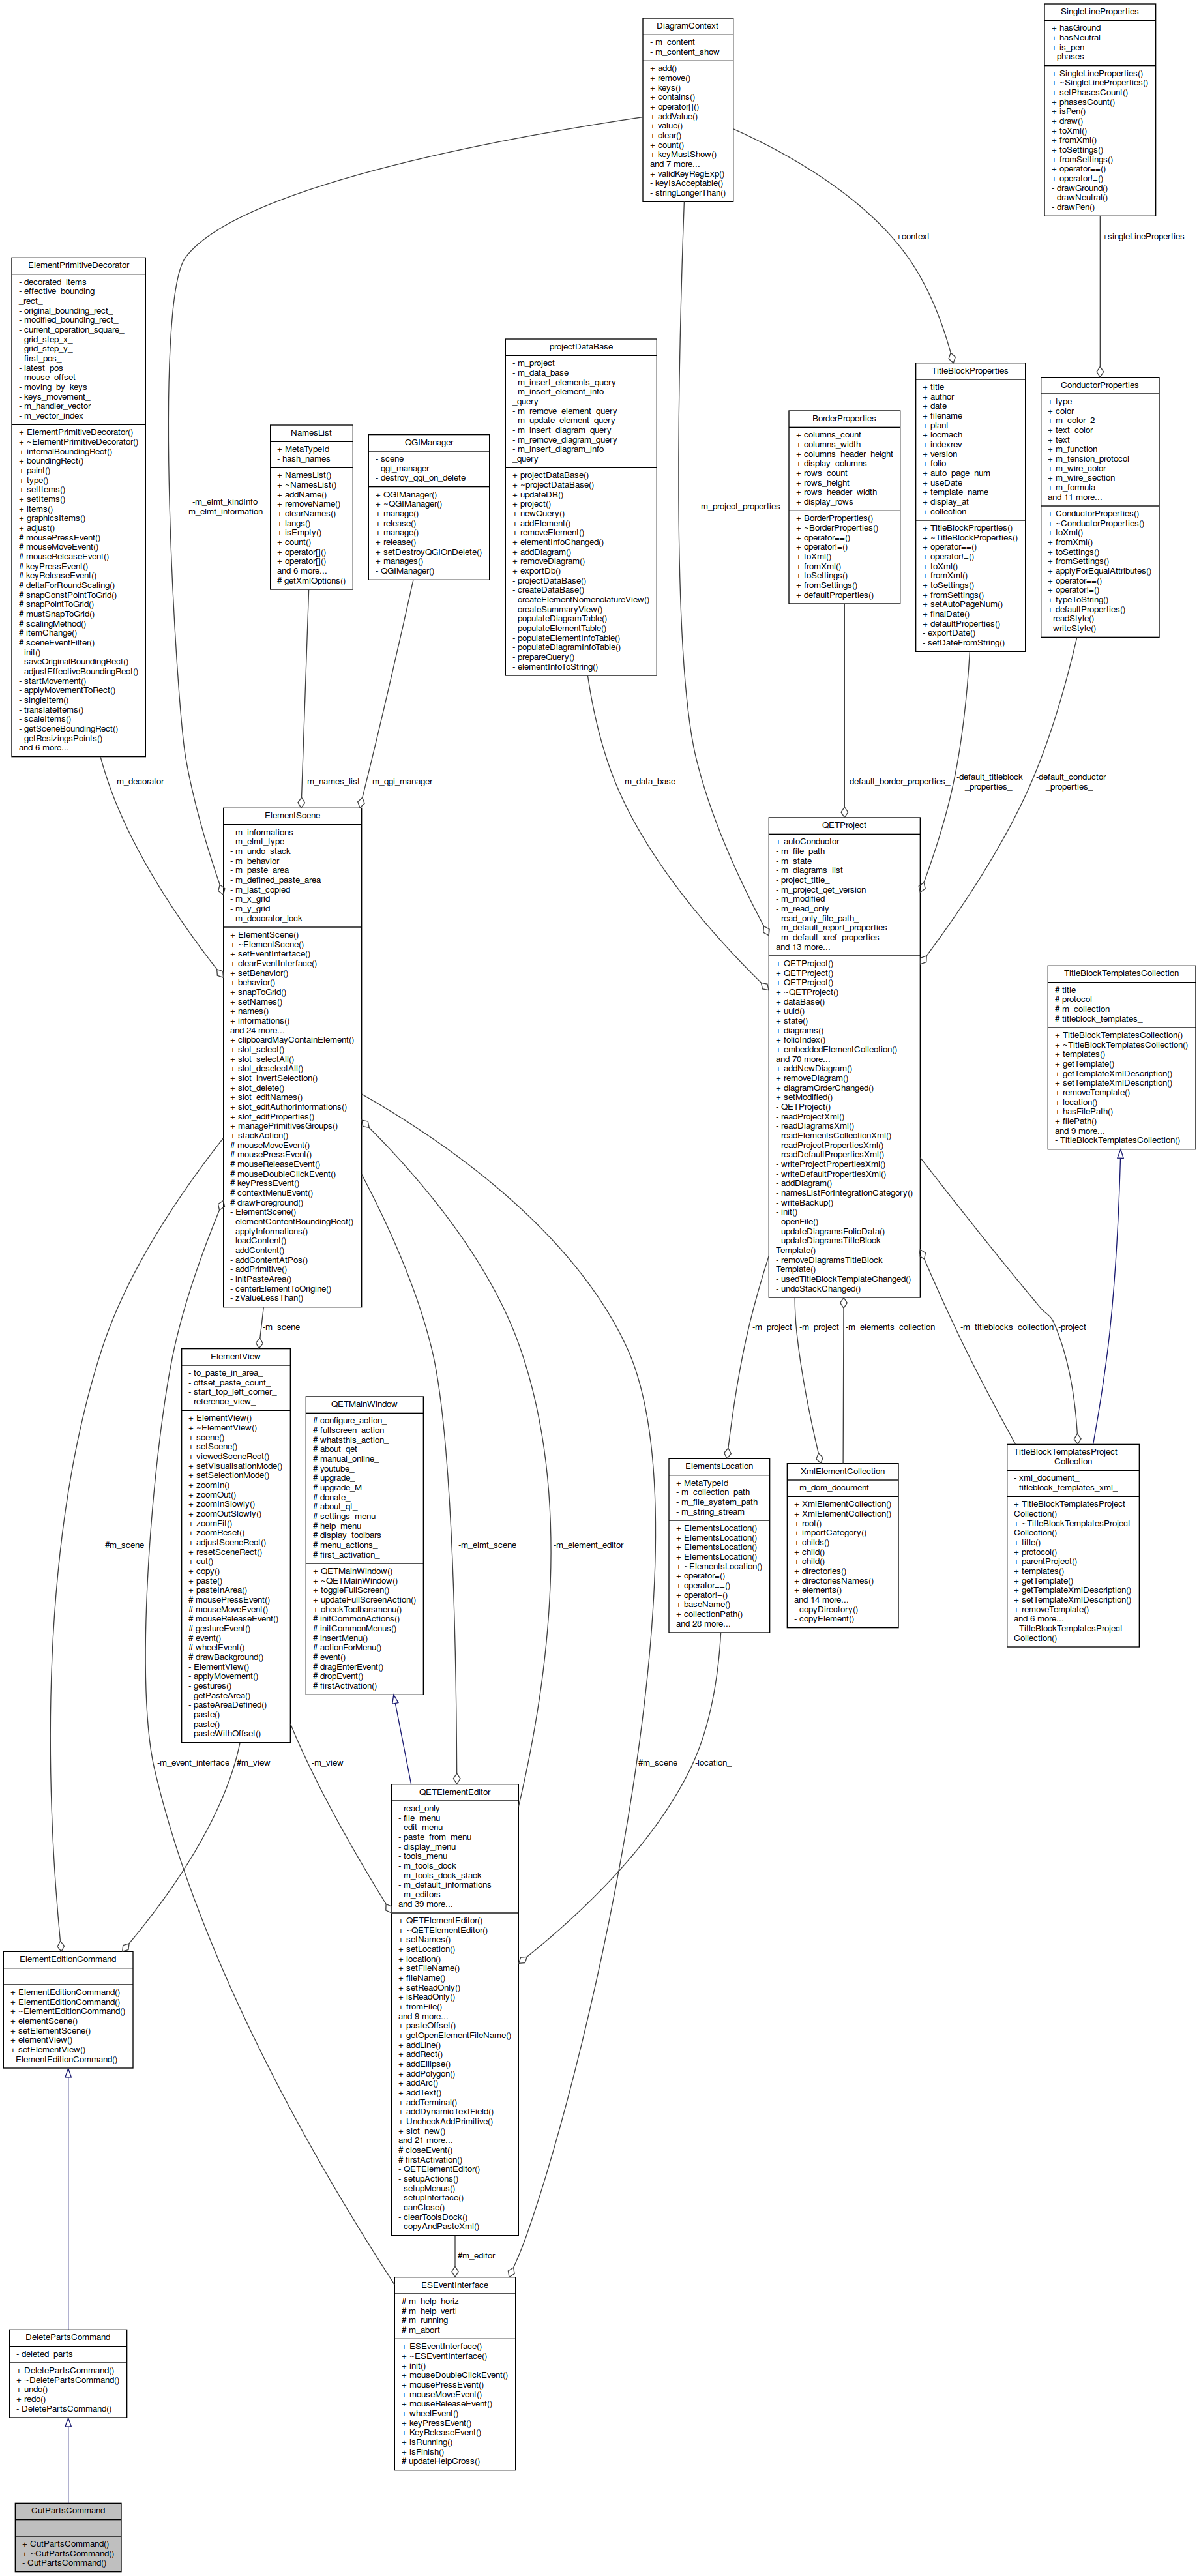 DiagramContext
- m_content
- m_content_show
+ add()
+ remove()
+ keys()
+ contains()
+ operator[]()
+ addValue()
+ value()
+ clear()
+ count()
+ keyMustShow()
and 7 more...
+ validKeyRegExp()
- keyIsAcceptable()
- stringLongerThan()
SingleLineProperties
+ hasGround
+ hasNeutral
+ is_pen
- phases
+ SingleLineProperties()
+ ~SingleLineProperties()
+ setPhasesCount()
+ phasesCount()
+ isPen()
+ draw()
+ toXml()
+ fromXml()
+ toSettings()
+ fromSettings()
+ operator==()
+ operator!=()
- drawGround()
- drawNeutral()
- drawPen()
+context
+singleLineProperties
ElementPrimitiveDecorator
- decorated_items_
- effective_bounding
_rect_
- original_bounding_rect_
- modified_bounding_rect_
- current_operation_square_
- grid_step_x_
- grid_step_y_
- first_pos_
- latest_pos_
- mouse_offset_
- moving_by_keys_
- keys_movement_
- m_handler_vector
- m_vector_index
+ ElementPrimitiveDecorator()
+ ~ElementPrimitiveDecorator()
+ internalBoundingRect()
+ boundingRect()
+ paint()
+ type()
+ setItems()
+ setItems()
+ items()
+ graphicsItems()
+ adjust()
# mousePressEvent()
# mouseMoveEvent()
# mouseReleaseEvent()
# keyPressEvent()
# keyReleaseEvent()
# deltaForRoundScaling()
# snapConstPointToGrid()
# snapPointToGrid()
# mustSnapToGrid()
# scalingMethod()
# itemChange()
# sceneEventFilter()
- init()
- saveOriginalBoundingRect()
- adjustEffectiveBoundingRect()
- startMovement()
- applyMovementToRect()
- singleItem()
- translateItems()
- scaleItems()
- getSceneBoundingRect()
- getResizingsPoints()
and 6 more...
-m_elmt_kindInfo
-m_elmt_information
NamesList
+ MetaTypeId
- hash_names
+ NamesList()
+ ~NamesList()
+ addName()
+ removeName()
+ clearNames()
+ langs()
+ isEmpty()
+ count()
+ operator[]()
+ operator[]()
and 6 more...
# getXmlOptions()
QGIManager
- scene
- qgi_manager
- destroy_qgi_on_delete
+ QGIManager()
+ ~QGIManager()
+ manage()
+ release()
+ manage()
+ release()
+ setDestroyQGIOnDelete()
+ manages()
- QGIManager()
projectDataBase
- m_project
- m_data_base
- m_insert_elements_query
- m_insert_element_info
_query
- m_remove_element_query
- m_update_element_query
- m_insert_diagram_query
- m_remove_diagram_query
- m_insert_diagram_info
_query
+ projectDataBase()
+ ~projectDataBase()
+ updateDB()
+ project()
+ newQuery()
+ addElement()
+ removeElement()
+ elementInfoChanged()
+ addDiagram()
+ removeDiagram()
+ exportDb()
- projectDataBase()
- createDataBase()
- createElementNomenclatureView()
- createSummaryView()
- populateDiagramTable()
- populateElementTable()
- populateElementInfoTable()
- populateDiagramInfoTable()
- prepareQuery()
- elementInfoToString()
-m_project_properties
BorderProperties
+ columns_count
+ columns_width
+ columns_header_height
+ display_columns
+ rows_count
+ rows_height
+ rows_header_width
+ display_rows
+ BorderProperties()
+ ~BorderProperties()
+ operator==()
+ operator!=()
+ toXml()
+ fromXml()
+ toSettings()
+ fromSettings()
+ defaultProperties()
TitleBlockProperties
+ title
+ author
+ date
+ filename
+ plant
+ locmach
+ indexrev
+ version
+ folio
+ auto_page_num
+ useDate
+ template_name
+ display_at
+ collection
+ TitleBlockProperties()
+ ~TitleBlockProperties()
+ operator==()
+ operator!=()
+ toXml()
+ fromXml()
+ toSettings()
+ fromSettings()
+ setAutoPageNum()
+ finalDate()
+ defaultProperties()
- exportDate()
- setDateFromString()
ConductorProperties
+ type
+ color
+ m_color_2
+ text_color
+ text
+ m_function
+ m_tension_protocol
+ m_wire_color
+ m_wire_section
+ m_formula
and 11 more...
+ ConductorProperties()
+ ~ConductorProperties()
+ toXml()
+ fromXml()
+ toSettings()
+ fromSettings()
+ applyForEqualAttributes()
+ operator==()
+ operator!=()
+ typeToString()
+ defaultProperties()
- readStyle()
- writeStyle()
-m_decorator
-m_names_list
-m_qgi_manager
-m_data_base
-default_border_properties_
-default_titleblock
_properties_
-default_conductor
_properties_
ElementScene
- m_informations
- m_elmt_type
- m_undo_stack
- m_behavior
- m_paste_area
- m_defined_paste_area
- m_last_copied
- m_x_grid
- m_y_grid
- m_decorator_lock
+ ElementScene()
+ ~ElementScene()
+ setEventInterface()
+ clearEventInterface()
+ setBehavior()
+ behavior()
+ snapToGrid()
+ setNames()
+ names()
+ informations()
and 24 more...
+ clipboardMayContainElement()
+ slot_select()
+ slot_selectAll()
+ slot_deselectAll()
+ slot_invertSelection()
+ slot_delete()
+ slot_editNames()
+ slot_editAuthorInformations()
+ slot_editProperties()
+ managePrimitivesGroups()
+ stackAction()
# mouseMoveEvent()
# mousePressEvent()
# mouseReleaseEvent()
# mouseDoubleClickEvent()
# keyPressEvent()
# contextMenuEvent()
# drawForeground()
- ElementScene()
- elementContentBoundingRect()
- applyInformations()
- loadContent()
- addContent()
- addContentAtPos()
- addPrimitive()
- initPasteArea()
- centerElementToOrigine()
- zValueLessThan()
QETProject
+ autoConductor
- m_file_path
- m_state
- m_diagrams_list
- project_title_
- m_project_qet_version
- m_modified
- m_read_only
- read_only_file_path_
- m_default_report_properties
- m_default_xref_properties
and 13 more...
+ QETProject()
+ QETProject()
+ QETProject()
+ ~QETProject()
+ dataBase()
+ uuid()
+ state()
+ diagrams()
+ folioIndex()
+ embeddedElementCollection()
and 70 more...
+ addNewDiagram()
+ removeDiagram()
+ diagramOrderChanged()
+ setModified()
- QETProject()
- readProjectXml()
- readDiagramsXml()
- readElementsCollectionXml()
- readProjectPropertiesXml()
- readDefaultPropertiesXml()
- writeProjectPropertiesXml()
- writeDefaultPropertiesXml()
- addDiagram()
- namesListForIntegrationCategory()
- writeBackup()
- init()
- openFile()
- updateDiagramsFolioData()
- updateDiagramsTitleBlock
Template()
- removeDiagramsTitleBlock
Template()
- usedTitleBlockTemplateChanged()
- undoStackChanged()
TitleBlockTemplatesCollection
# title_
# protocol_
# m_collection
# titleblock_templates_
+ TitleBlockTemplatesCollection()
+ ~TitleBlockTemplatesCollection()
+ templates()
+ getTemplate()
+ getTemplateXmlDescription()
+ setTemplateXmlDescription()
+ removeTemplate()
+ location()
+ hasFilePath()
+ filePath()
and 9 more...
- TitleBlockTemplatesCollection()
-m_scene
-m_project
-m_project
-m_elements_collection
-m_titleblocks_collection
-project_
ElementView
- to_paste_in_area_
- offset_paste_count_
- start_top_left_corner_
- reference_view_
+ ElementView()
+ ~ElementView()
+ scene()
+ setScene()
+ viewedSceneRect()
+ setVisualisationMode()
+ setSelectionMode()
+ zoomIn()
+ zoomOut()
+ zoomInSlowly()
+ zoomOutSlowly()
+ zoomFit()
+ zoomReset()
+ adjustSceneRect()
+ resetSceneRect()
+ cut()
+ copy()
+ paste()
+ pasteInArea()
# mousePressEvent()
# mouseMoveEvent()
# mouseReleaseEvent()
# gestureEvent()
# event()
# wheelEvent()
# drawBackground()
- ElementView()
- applyMovement()
- gestures()
- getPasteArea()
- pasteAreaDefined()
- paste()
- paste()
- pasteWithOffset()
QETMainWindow
# configure_action_
# fullscreen_action_
# whatsthis_action_
# about_qet_
# manual_online_
# youtube_
# upgrade_
# upgrade_M
# donate_
# about_qt_
# settings_menu_
# help_menu_
# display_toolbars_
# menu_actions_
# first_activation_
+ QETMainWindow()
+ ~QETMainWindow()
+ toggleFullScreen()
+ updateFullScreenAction()
+ checkToolbarsmenu()
# initCommonActions()
# initCommonMenus()
# insertMenu()
# actionForMenu()
# event()
# dragEnterEvent()
# dropEvent()
# firstActivation()
ElementsLocation
+ MetaTypeId
- m_collection_path
- m_file_system_path
- m_string_stream
+ ElementsLocation()
+ ElementsLocation()
+ ElementsLocation()
+ ElementsLocation()
+ ~ElementsLocation()
+ operator=()
+ operator==()
+ operator!=()
+ baseName()
+ collectionPath()
and 28 more...
XmlElementCollection
- m_dom_document
+ XmlElementCollection()
+ XmlElementCollection()
+ root()
+ importCategory()
+ childs()
+ child()
+ child()
+ directories()
+ directoriesNames()
+ elements()
and 14 more...
- copyDirectory()
- copyElement()
TitleBlockTemplatesProject
Collection
- xml_document_
- titleblock_templates_xml_
+ TitleBlockTemplatesProject
Collection()
+ ~TitleBlockTemplatesProject
Collection()
+ title()
+ protocol()
+ parentProject()
+ templates()
+ getTemplate()
+ getTemplateXmlDescription()
+ setTemplateXmlDescription()
+ removeTemplate()
and 6 more...
- TitleBlockTemplatesProject
Collection()
#m_scene
-m_elmt_scene
-m_element_editor
-m_event_interface
#m_view
-m_view
#m_scene
-location_
QETElementEditor
- read_only
- file_menu
- edit_menu
- paste_from_menu
- display_menu
- tools_menu
- m_tools_dock
- m_tools_dock_stack
- m_default_informations
- m_editors
and 39 more...
+ QETElementEditor()
+ ~QETElementEditor()
+ setNames()
+ setLocation()
+ location()
+ setFileName()
+ fileName()
+ setReadOnly()
+ isReadOnly()
+ fromFile()
and 9 more...
+ pasteOffset()
+ getOpenElementFileName()
+ addLine()
+ addRect()
+ addEllipse()
+ addPolygon()
+ addArc()
+ addText()
+ addTerminal()
+ addDynamicTextField()
+ UncheckAddPrimitive()
+ slot_new()
and 21 more...
# closeEvent()
# firstActivation()
- QETElementEditor()
- setupActions()
- setupMenus()
- setupInterface()
- canClose()
- clearToolsDock()
- copyAndPasteXml()
ElementEditionCommand
+ ElementEditionCommand()
+ ElementEditionCommand()
+ ~ElementEditionCommand()
+ elementScene()
+ setElementScene()
+ elementView()
+ setElementView()
- ElementEditionCommand()
#m_editor
ESEventInterface
# m_help_horiz
# m_help_verti
# m_running
# m_abort
+ ESEventInterface()
+ ~ESEventInterface()
+ init()
+ mouseDoubleClickEvent()
+ mousePressEvent()
+ mouseMoveEvent()
+ mouseReleaseEvent()
+ wheelEvent()
+ keyPressEvent()
+ KeyReleaseEvent()
+ isRunning()
+ isFinish()
# updateHelpCross()
DeletePartsCommand
- deleted_parts
+ DeletePartsCommand()
+ ~DeletePartsCommand()
+ undo()
+ redo()
- DeletePartsCommand()
CutPartsCommand
+ CutPartsCommand()
+ ~CutPartsCommand()
- CutPartsCommand()